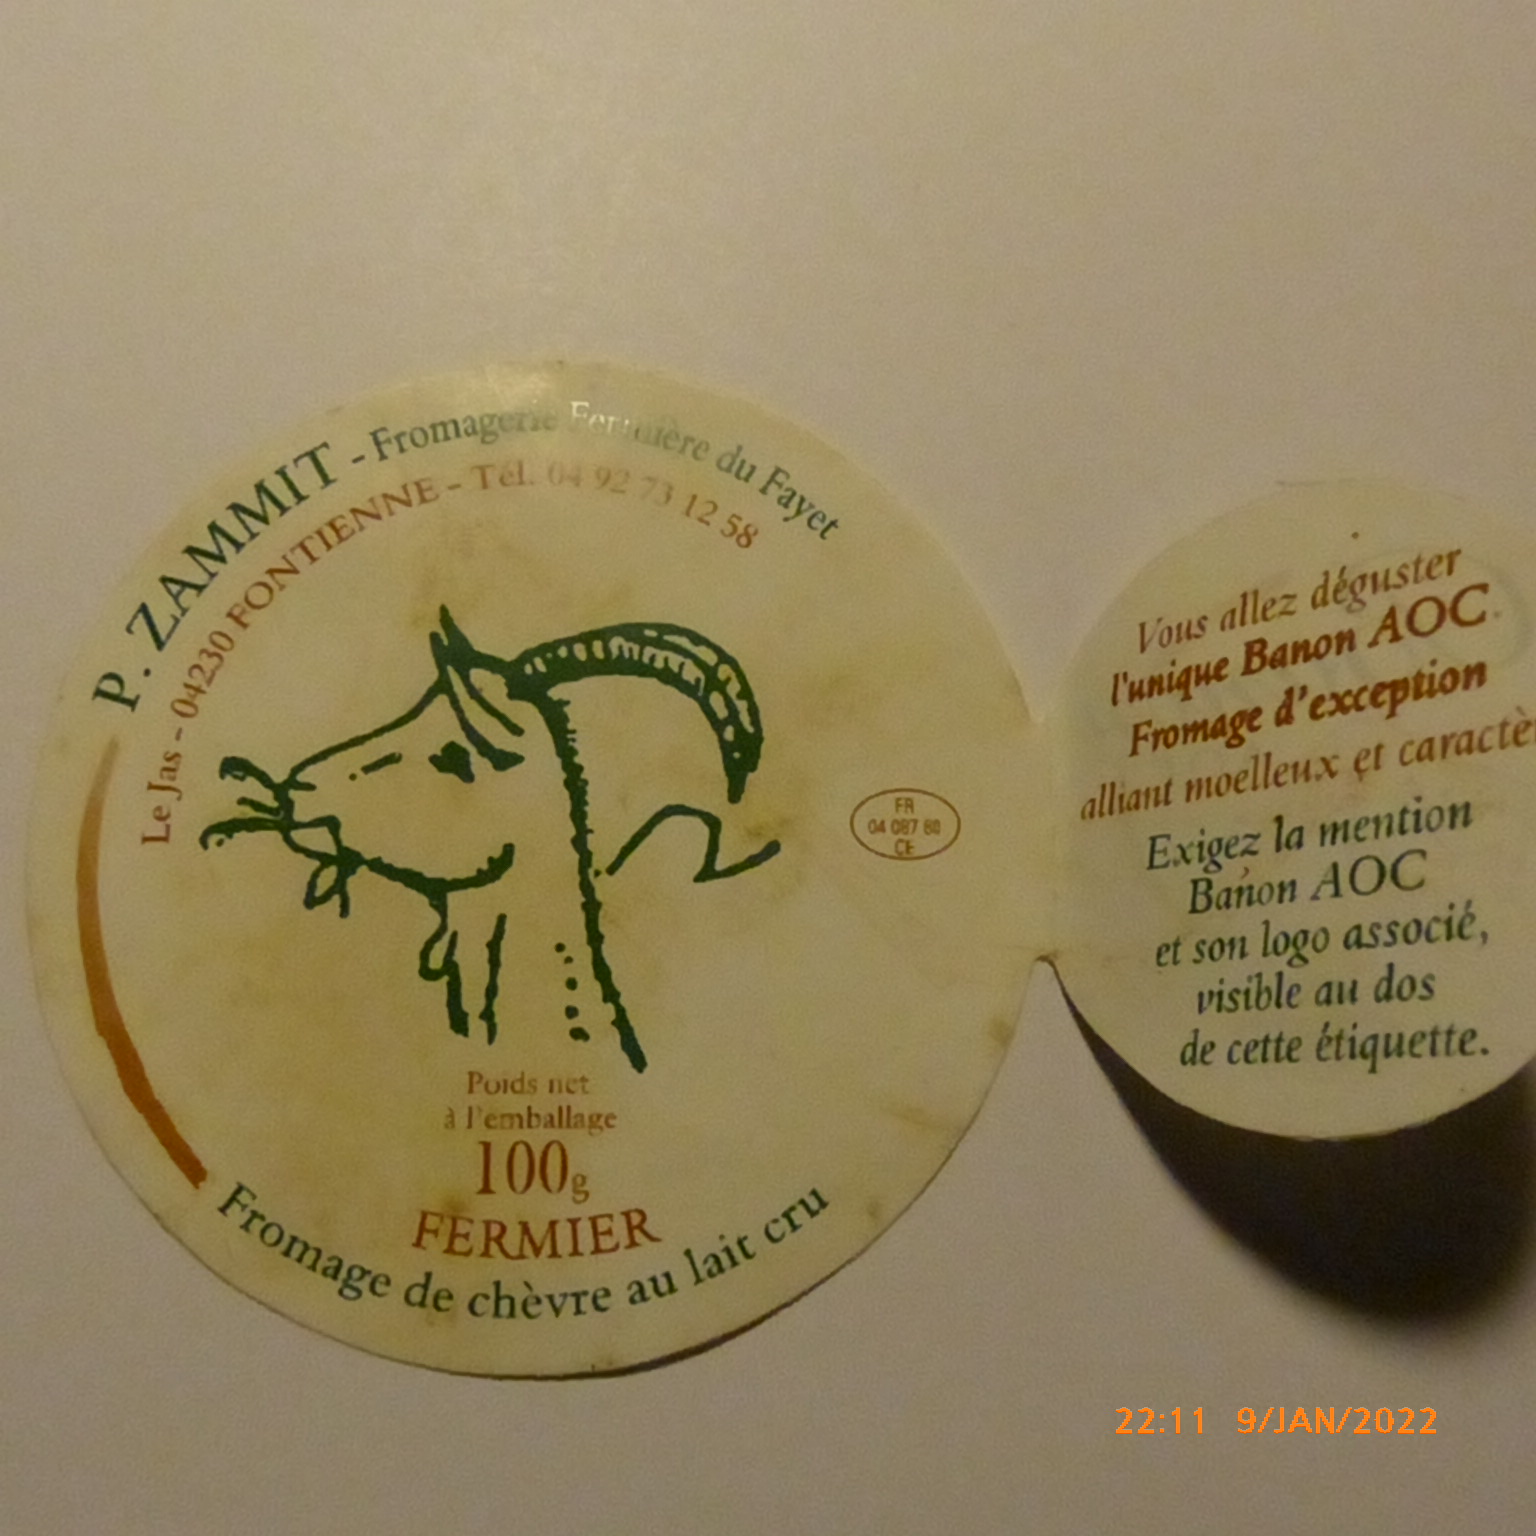 P. ZAMMIT - Fromagerie Fermière du Fayet
Le Jas - 04230 FONTIENNE - Tél. 04 92 73 12 58
FR
04 087 80
CE
Poids net
à l'emballage
100g
FERMIER
Fromage de chèvre au lait cru
Vous allez déguster
l'unique Banon AOC.
Fromage d'exception
alliant moelleux et caractè
Exigez la mention
Banon AOC
et son logo associé,
visible au dos
de cette étiquette.
22:11 9/JAN/2022